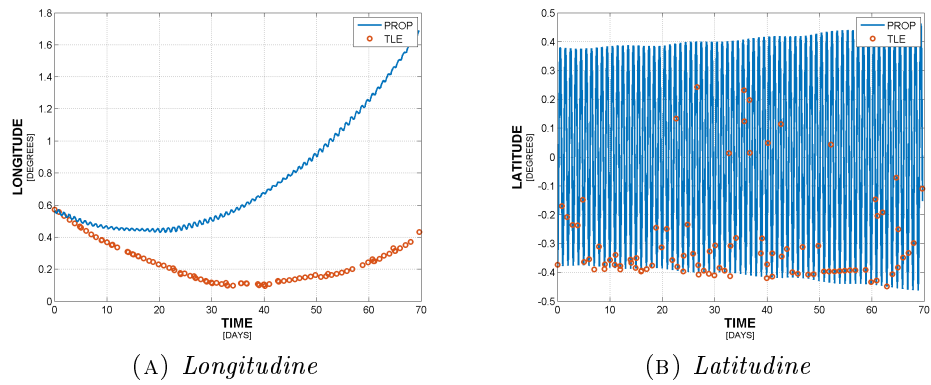 1.8
1.6
1.4
1.2
1
0.8
0.6
0.4
0.2
0
LONGITUDE
[DEGREES]
PROP
TLE
0 10 20 30 40 50 60 70
TIME
[DAYS]
(A) Longitudine
0.5
0.4
0.3
0.2
0.1
0
-0.1
-0.2
-0.3
-0.4
-0.5
LATITUDE
[DEGREES]
PROP
TLE
0 10 20 30 40 50 60 70
TIME
[DAYS]
(B) Latitudine